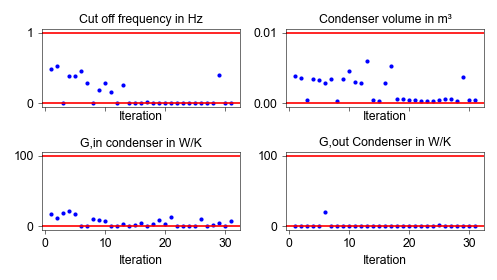 Cut off frequency in Hz
Condenser volume in m³
1
0
0.01
0.00
Iteration
Iteration
G,in condenser in W/K
G,out Condenser in W/K
100
0
100
0
0 10 20 30
0 10 20 30
Iteration
Iteration